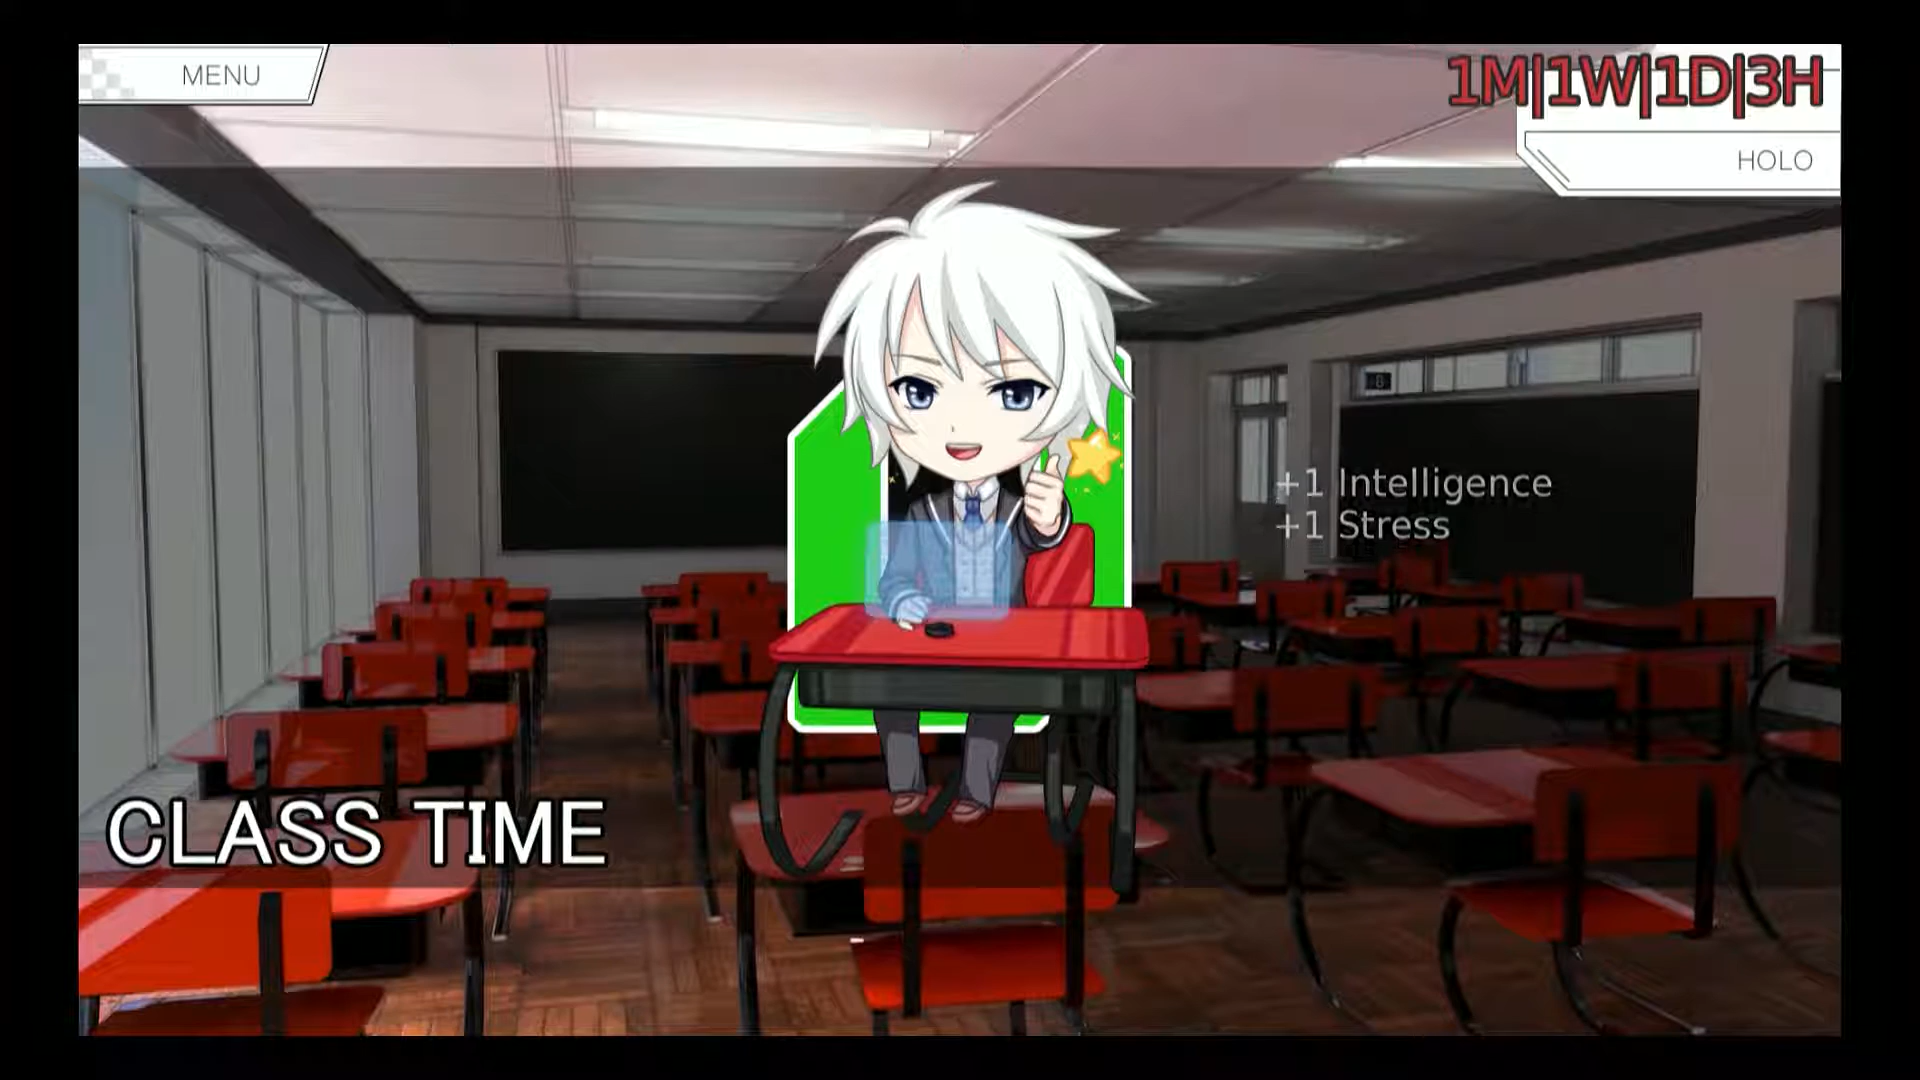 MENU
1M|1W|1D|3H
HOLO
+1 Intelligence
+1 Stress
CLASS TIME